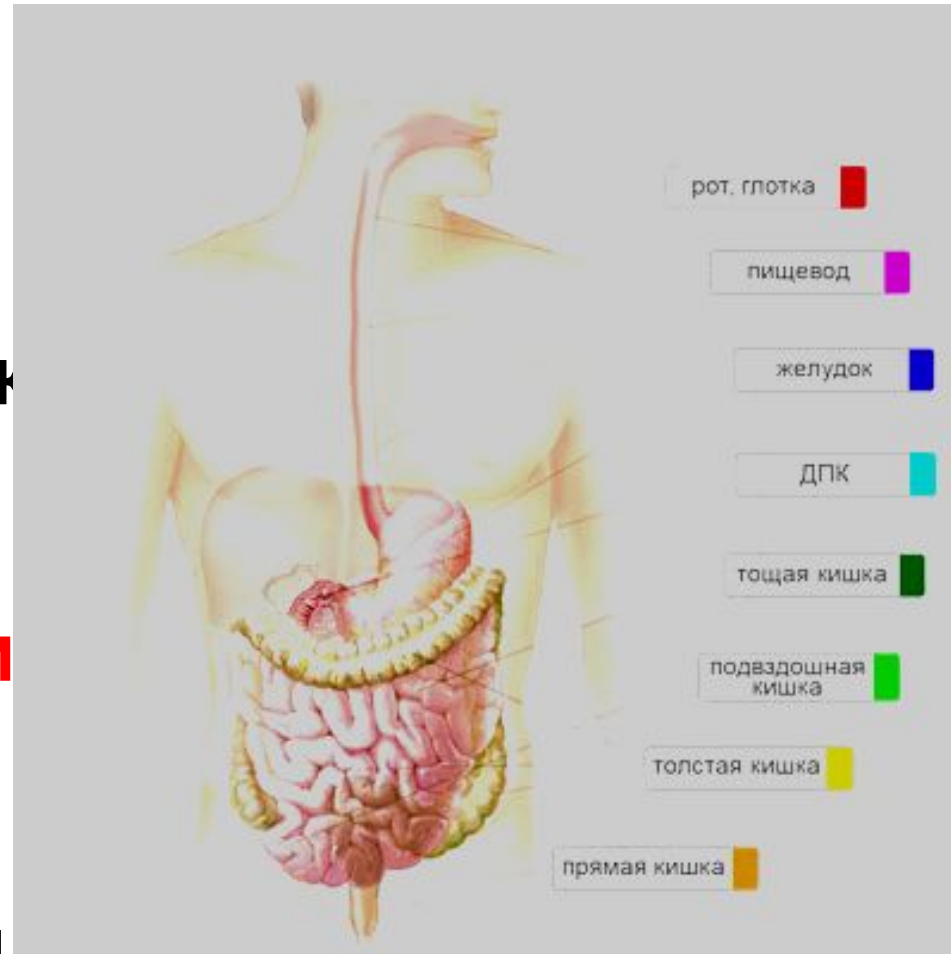 рот, глотка
пищевод
желудок
ДПК
тощая кишка
подвздошная
кишка
толстая кишка
прямая кишка